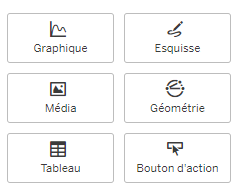 Graphique
Esquisse
Média
Géométrie
Tableau
Bouton d'action